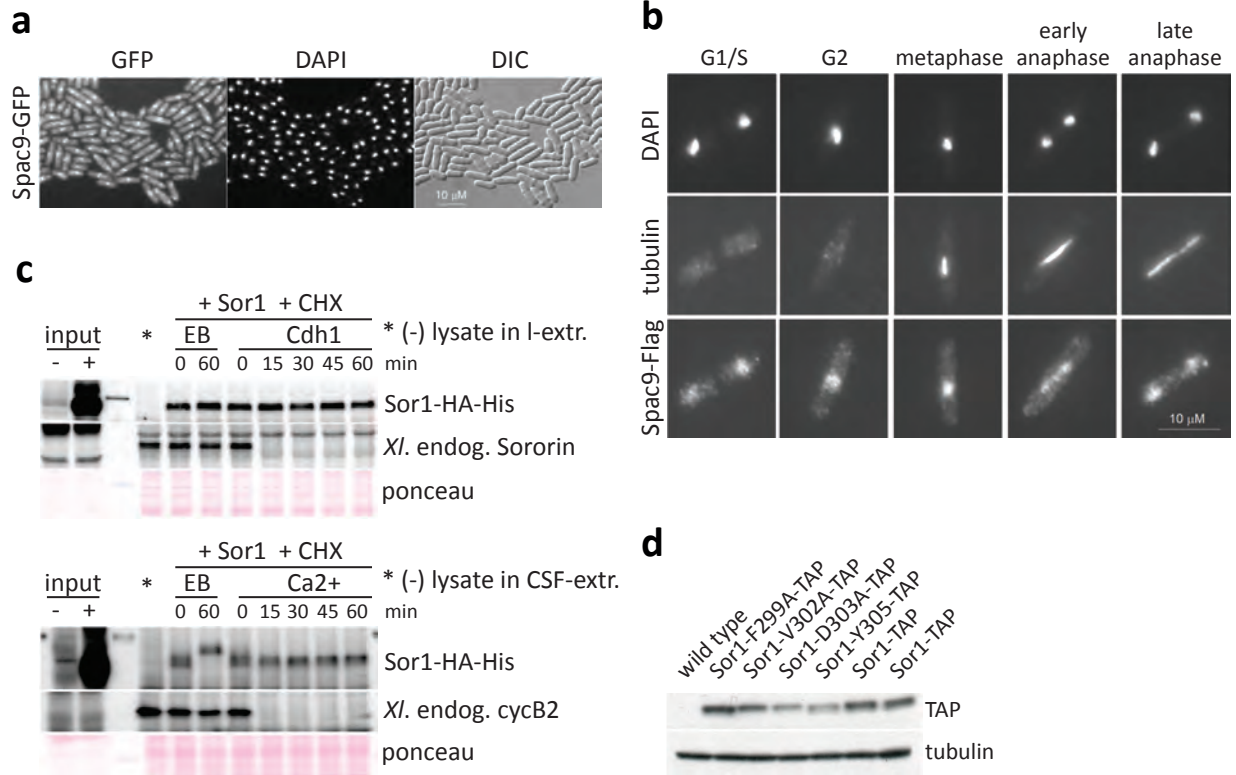 a
GFP DAPI DIC
Spac9-GFP
10 µM
b
G1/S G2 metaphase early anaphase late anaphase
DAPI
tubulin
Spac9-Flag
10 µM
c
+ Sor1 + CHX
input * EB Cdh1 * (-) lysate in I-extr.
- + 0 60 0 15 30 45 60 min
Sor1-HA-His
Xl. endog. Sororin
ponceau
+ Sor1 + CHX
input * EB Ca2+ * (-) lysate in CSF-extr.
- + 0 60 0 15 30 45 60 min
Sor1-HA-His
Xl. endog. cycB2
ponceau
d
wild type
Sor1-F299A-TAP
Sor1-V302A-TAP
Sor1-D303A-TAP
Sor1-Y305-TAP
Sor1-TAP
Sor1-TAP
TAP
tubulin